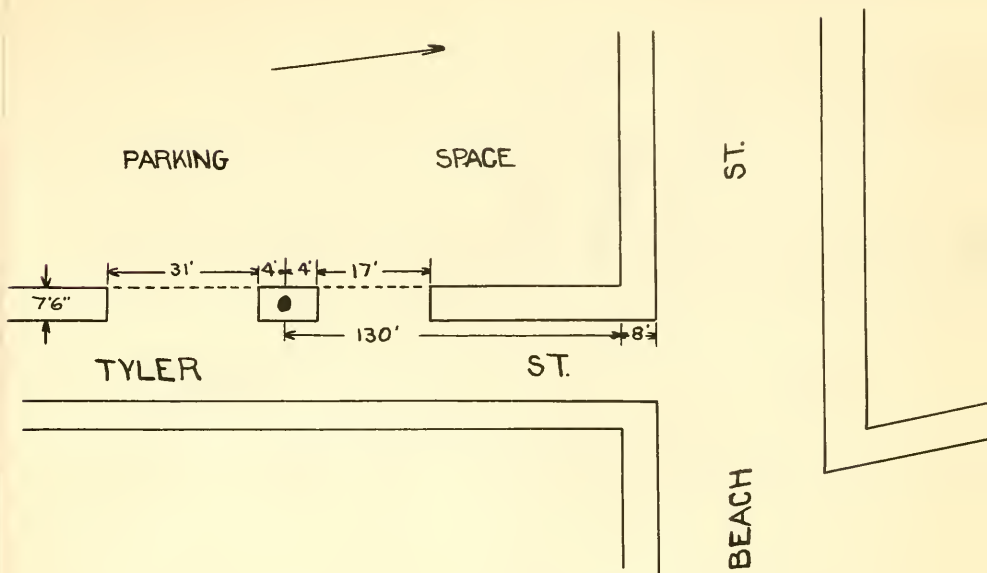 PARKING SPACE
ST.
31' 4' 4' 17'
7'6"
130' 8'
TYLER ST.
BEACH